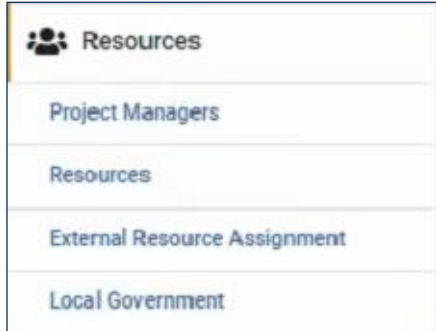 Resources
Project Managers
Resources
External Resource Assignment
Local Government